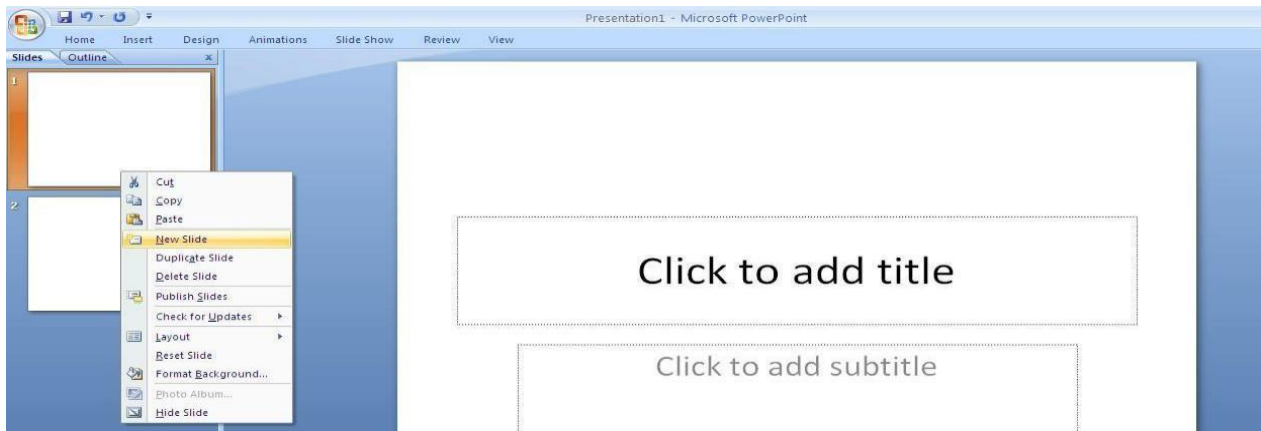 Presentation1 - Microsoft PowerPoint
Home Insert Design Animations Slide Show Review View
Slides Outline x
1
2
Cut
Copy
Paste
New Slide
Duplicate Slide
Delete Slide
Publish Slides
Check for Updates
Layout
Reset Slide
Format Background...
Photo Album...
Hide Slide
Click to add title
Click to add subtitle